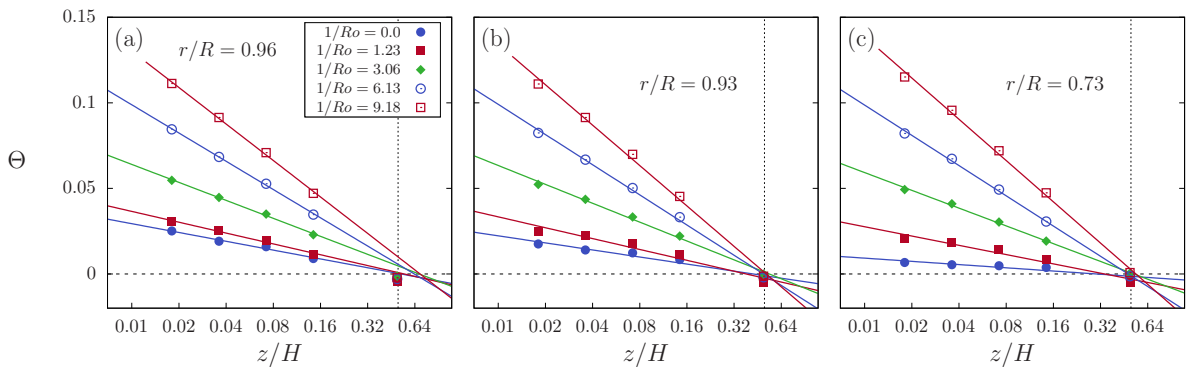 0.15
0.1
0.05
0
Θ
(a)
r/R = 0.96
1/Ro = 0.0
1/Ro = 1.23
1/Ro = 3.06
1/Ro = 6.13
1/Ro = 9.18
0.01 0.02 0.04 0.08 0.16 0.32 0.64
z/H
(b)
r/R = 0.93
0.01 0.02 0.04 0.08 0.16 0.32 0.64
z/H
(c)
r/R = 0.73
0.01 0.02 0.04 0.08 0.16 0.32 0.64
z/H